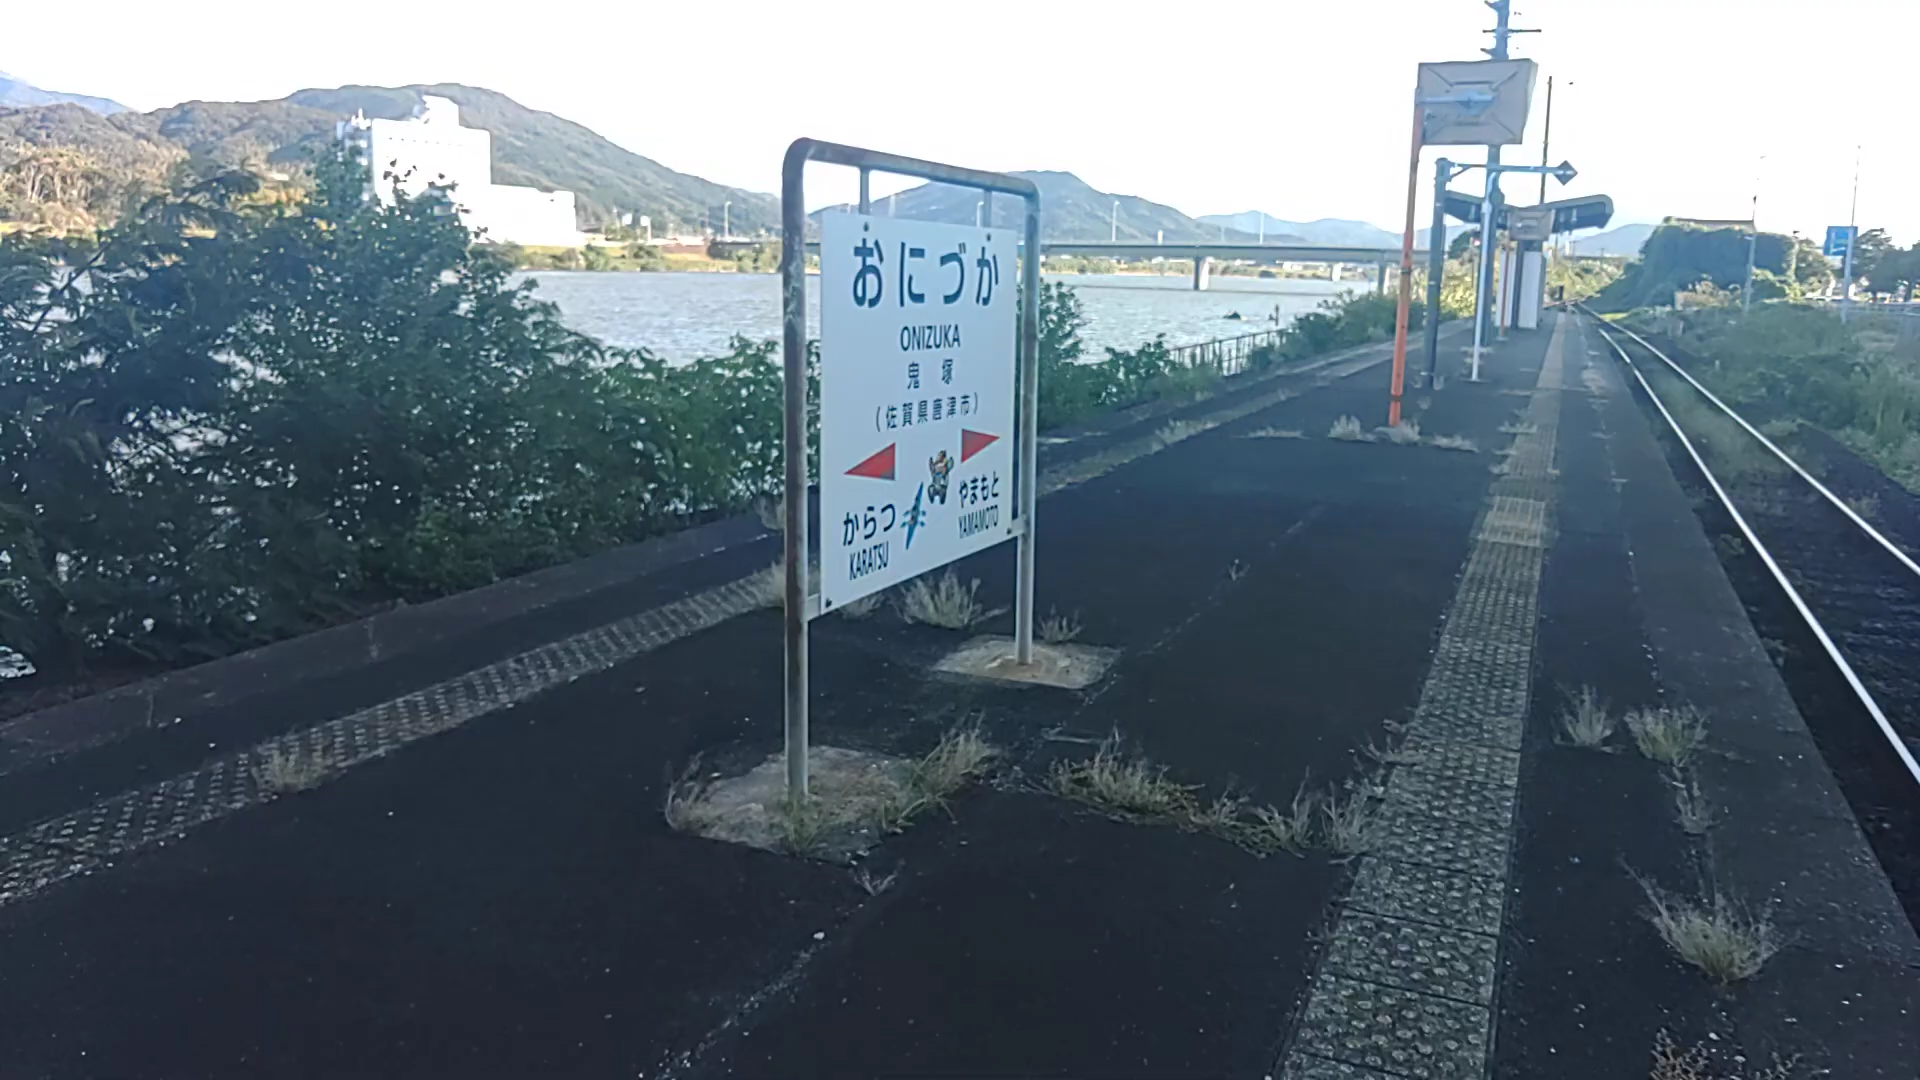 おにづか
ONIZUKA
鬼塚
(佐賀県唐津市)
からつ
KARATSU
やまもと
YAMAMOTO